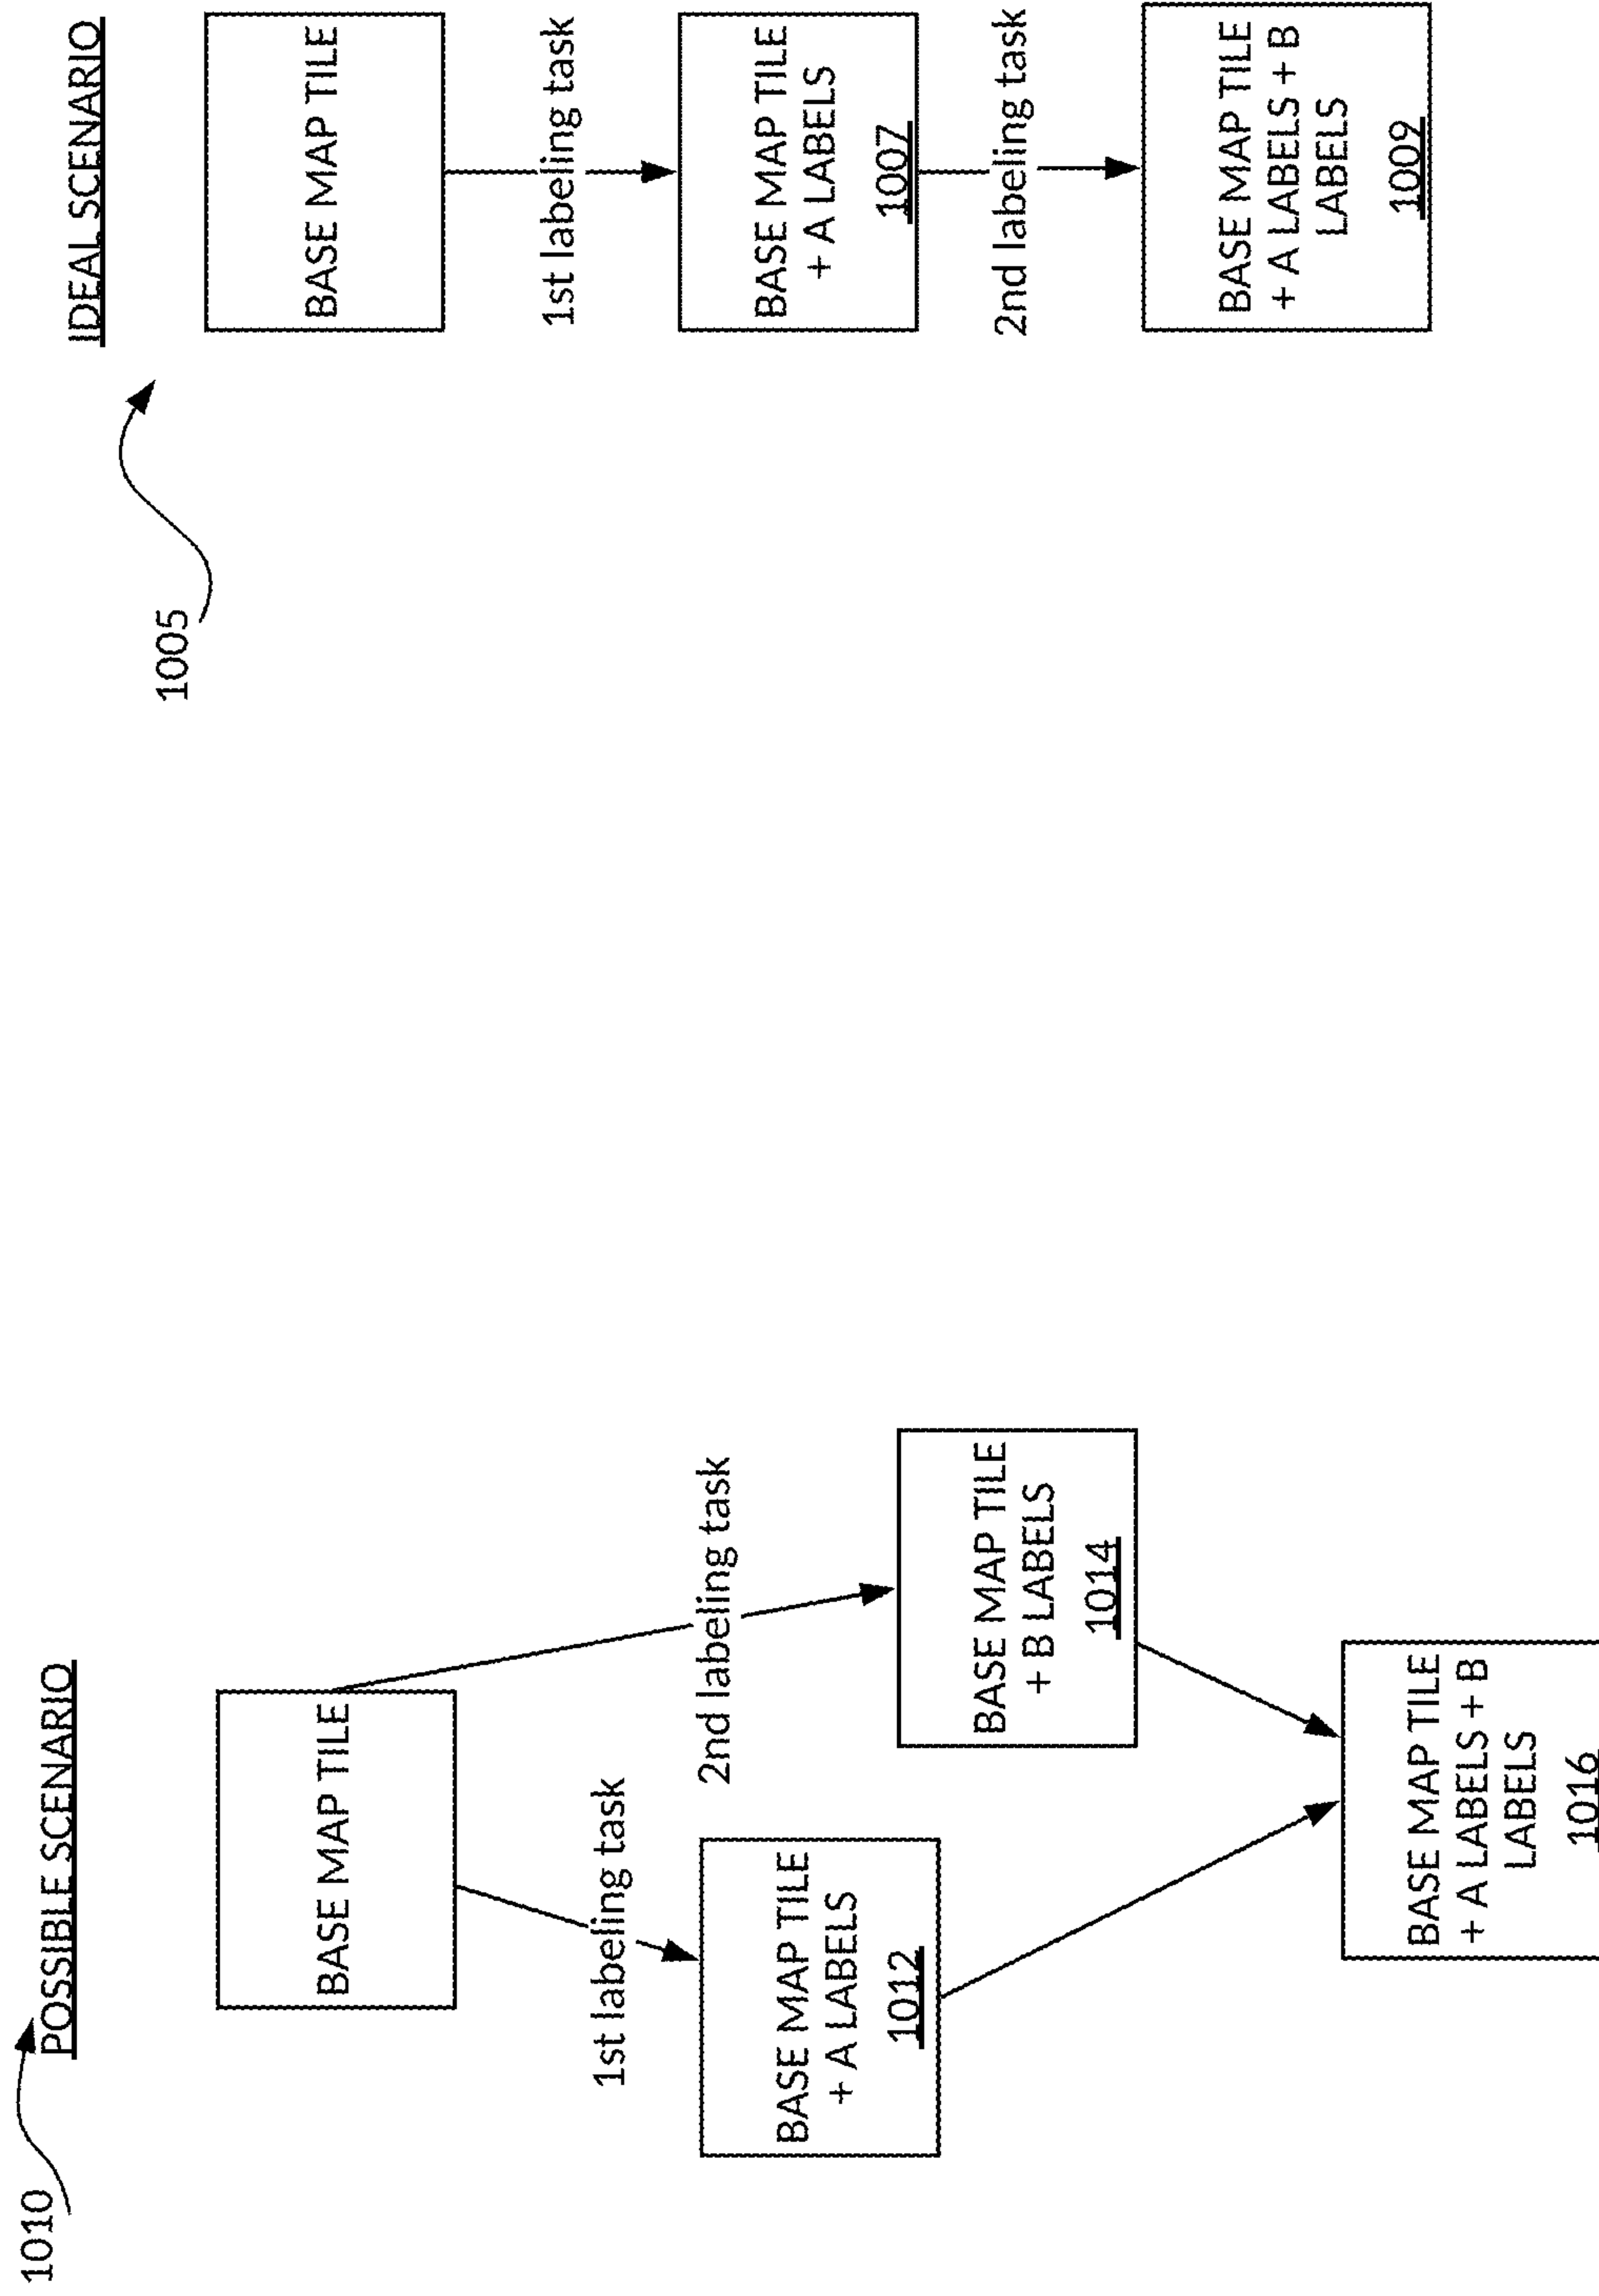 1010
POSSIBLE SCENARIO
BASE MAP TILE
1st labeling task
2nd labeling task
BASE MAP TILE
+ A LABELS
1012
BASE MAP TILE
+ B LABELS
1014
BASE MAP TILE
+ A LABELS + B
LABELS
1016
1005
IDEAL SCENARIO
BASE MAP TILE
1st labeling task
BASE MAP TILE
+ A LABELS
1007
2nd labeling task
BASE MAP TILE
+ A LABELS + B
LABELS
1009